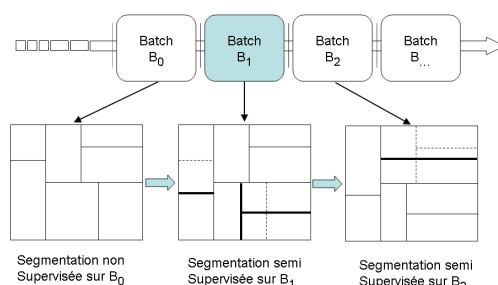 Batch
B0
Batch
B1
Batch
B2
Batch
B...
Segmentation non
Supervisée sur B0
Segmentation semi
Supervisée sur B1
Segmentation semi
Supervisée sur B2